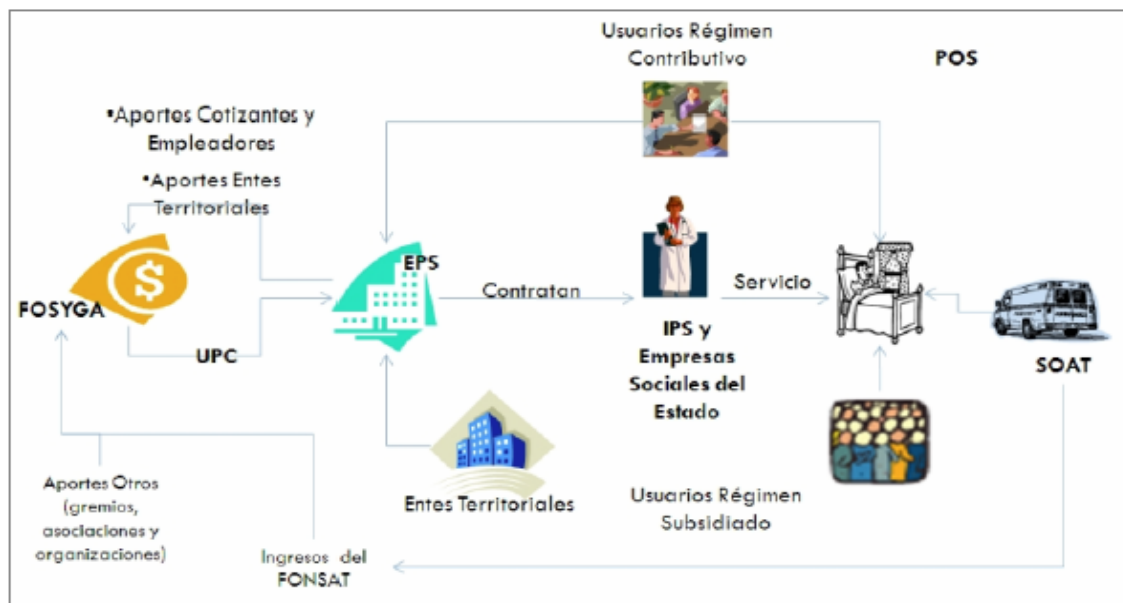 Usuarios Régimen
Contributivo
POS
•Aportes Cotizantes y
Empleadores
•Aportes Entes
Territoriales
EPS
Contratan
Servicio
FOSYGA
UPC
IPS y
Empresas
Sociales del
Estado
SOAT
Aportes Otros
(gremios,
asociaciones y
organizaciones)
Entes Territoriales
Usuarios Régimen
Subsidiado
Ingresos del
FONSAT